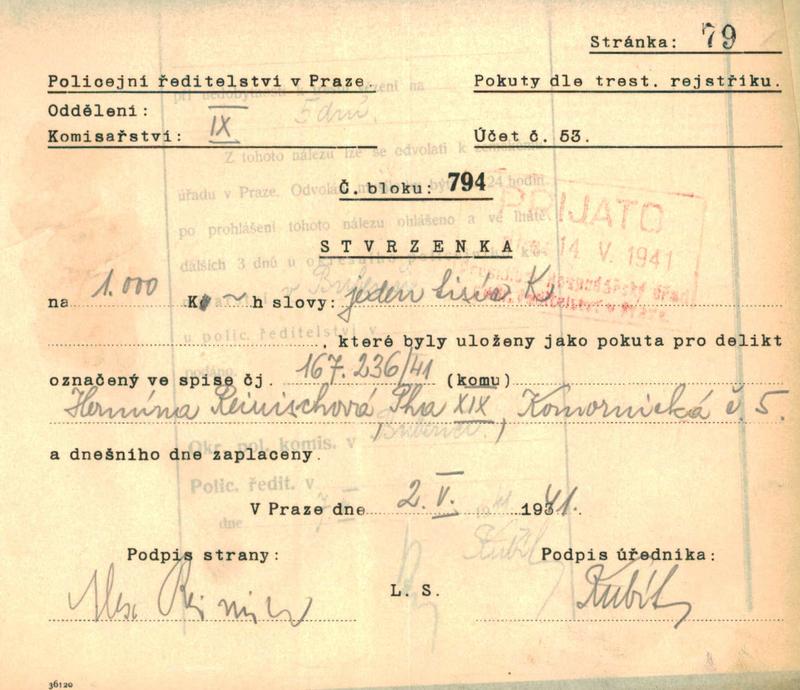 Stránka: 79
Policejní ředitelství v Praze.
Pokuty dle trest. rejstříku.
Oddělení:
Komisařství: IX
Účet č. 53.
Č. bloku: 794
PŘIJATO
14 V. 1941
STVRZENKA
na 1.000 K – h slovy: jeden tisíc K
, které byly uloženy jako pokuta pro delikt
označený ve spise čj. 167.236/41 (komu)
Hermína Reinischová Pha XIX, Komornická č. 5.
a dnešního dne zaplaceny.
V Praze dne 2. V. 1941.
Podpis strany:
Podpis úředníka:
L. S.
36120